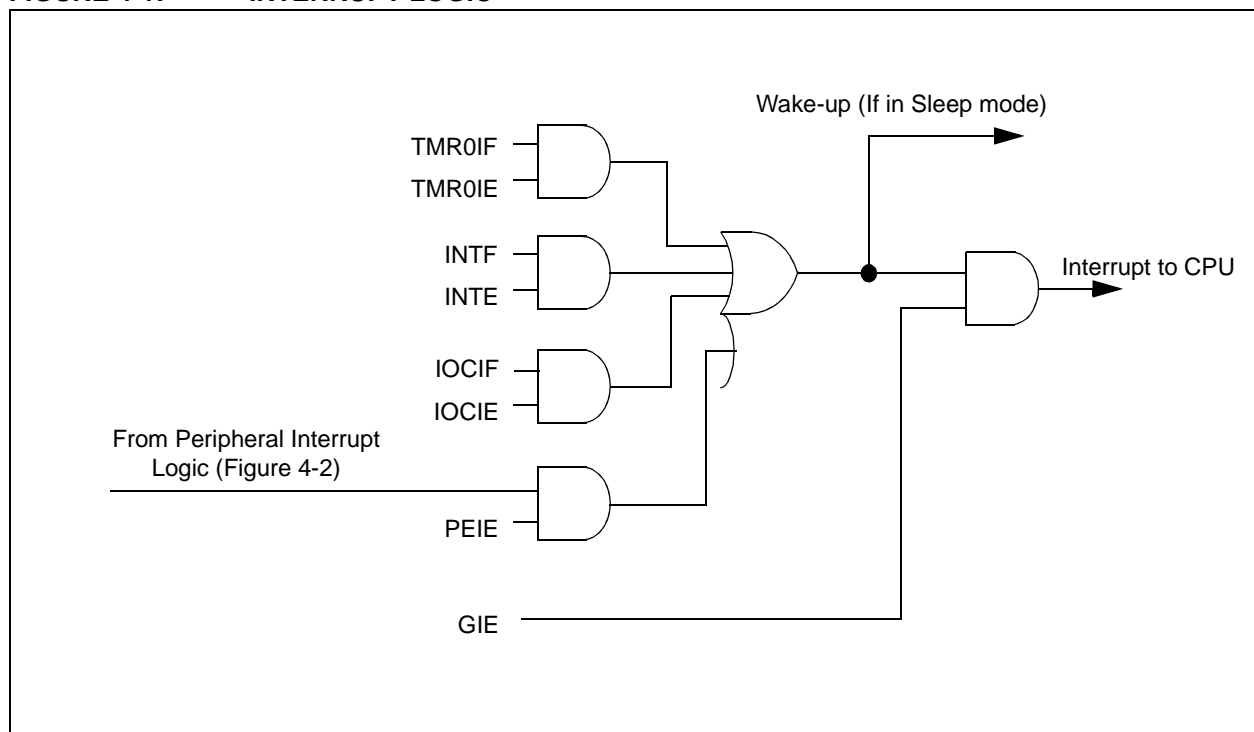 Wake-up (If in Sleep mode)
TMR0IF
TMR0IE
INTF
INTE
Interrupt to CPU
IOCIF
IOCIE
From Peripheral Interrupt
Logic (Figure 4-2)
PEIE
GIE